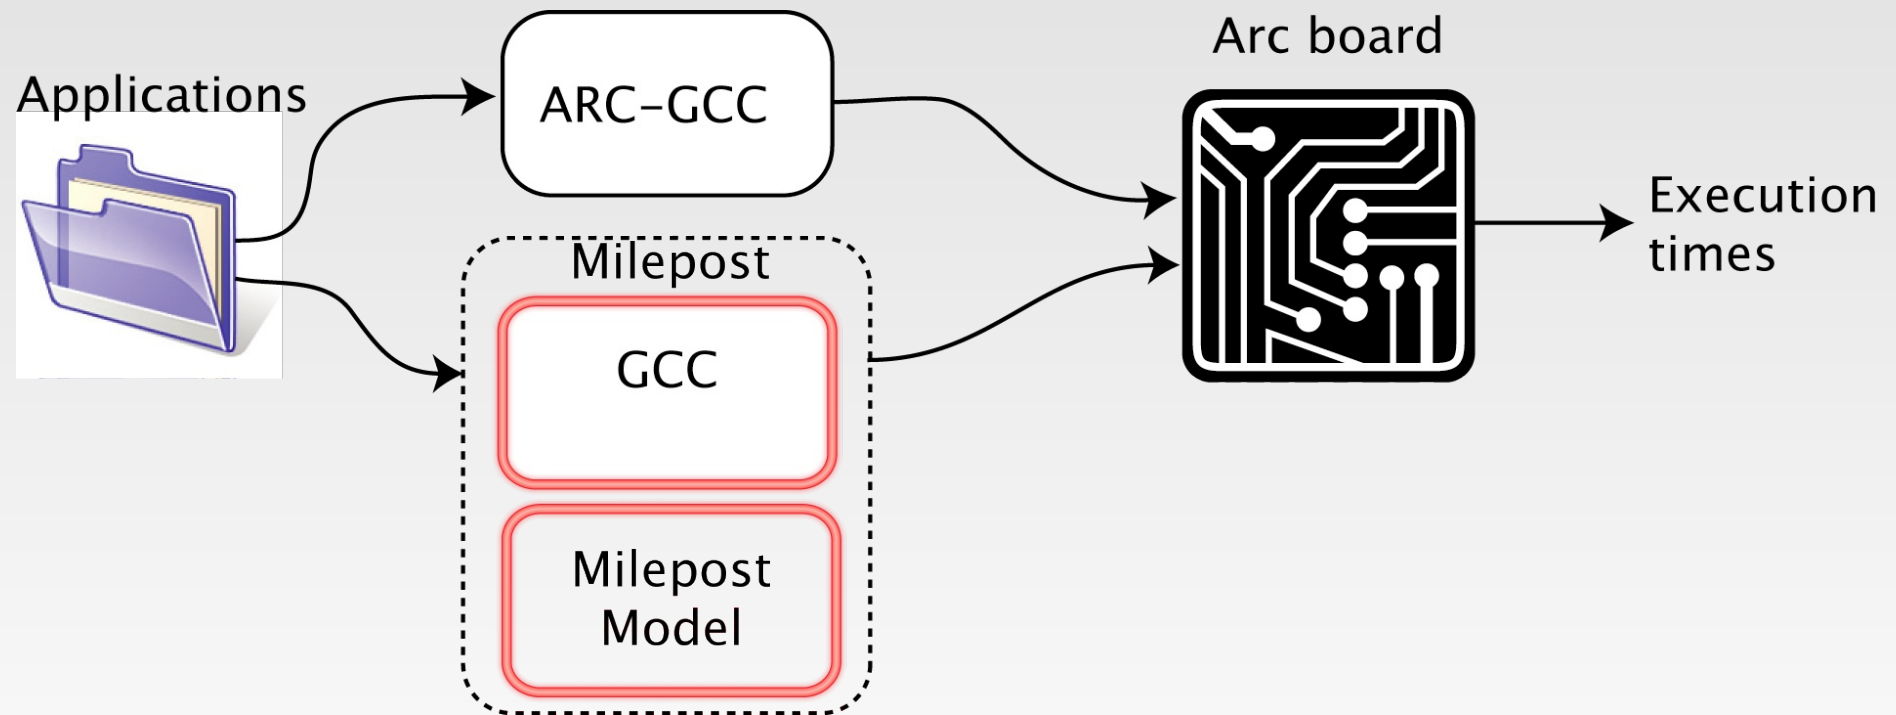 Applications
ARC-GCC
Milepost
GCC
Milepost
Model
Arc board
Execution
times